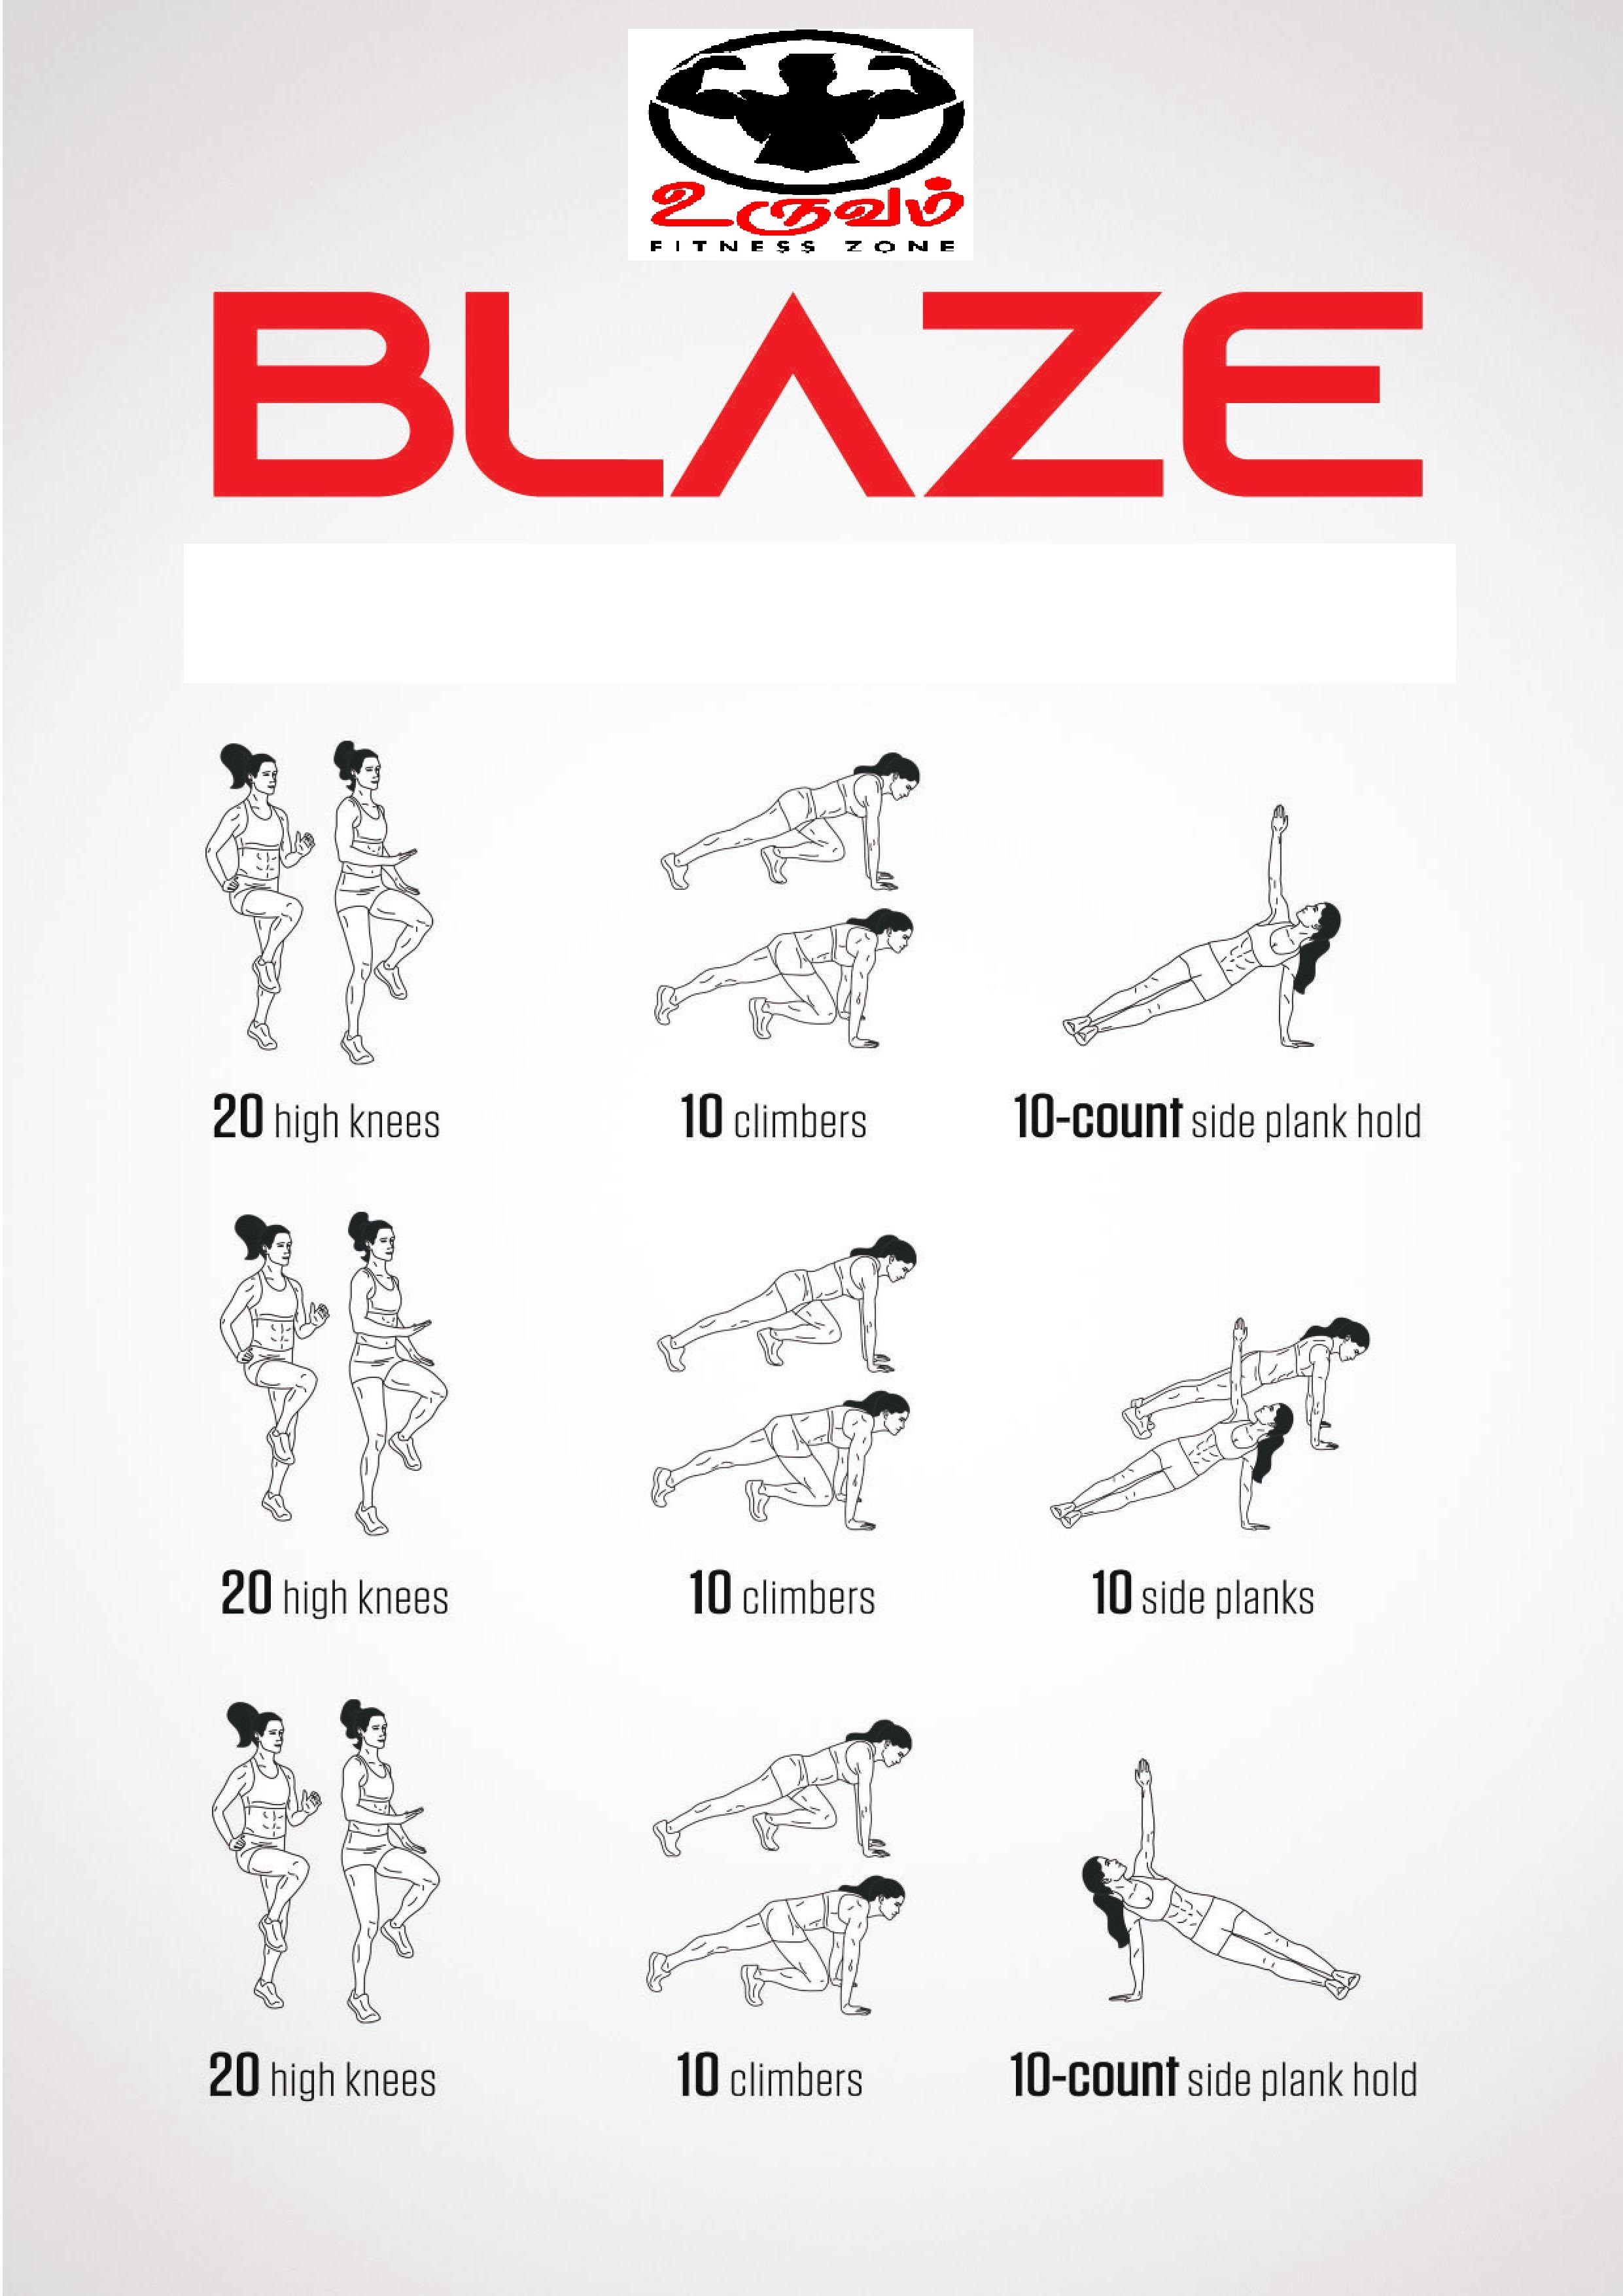 உருவம்
FITNESS ZONE
BLAZE
20 high knees
10 climbers
10-count side plank hold
20 high knees
10 climbers
10 side planks
20 high knees
10 climbers
10-count side plank hold